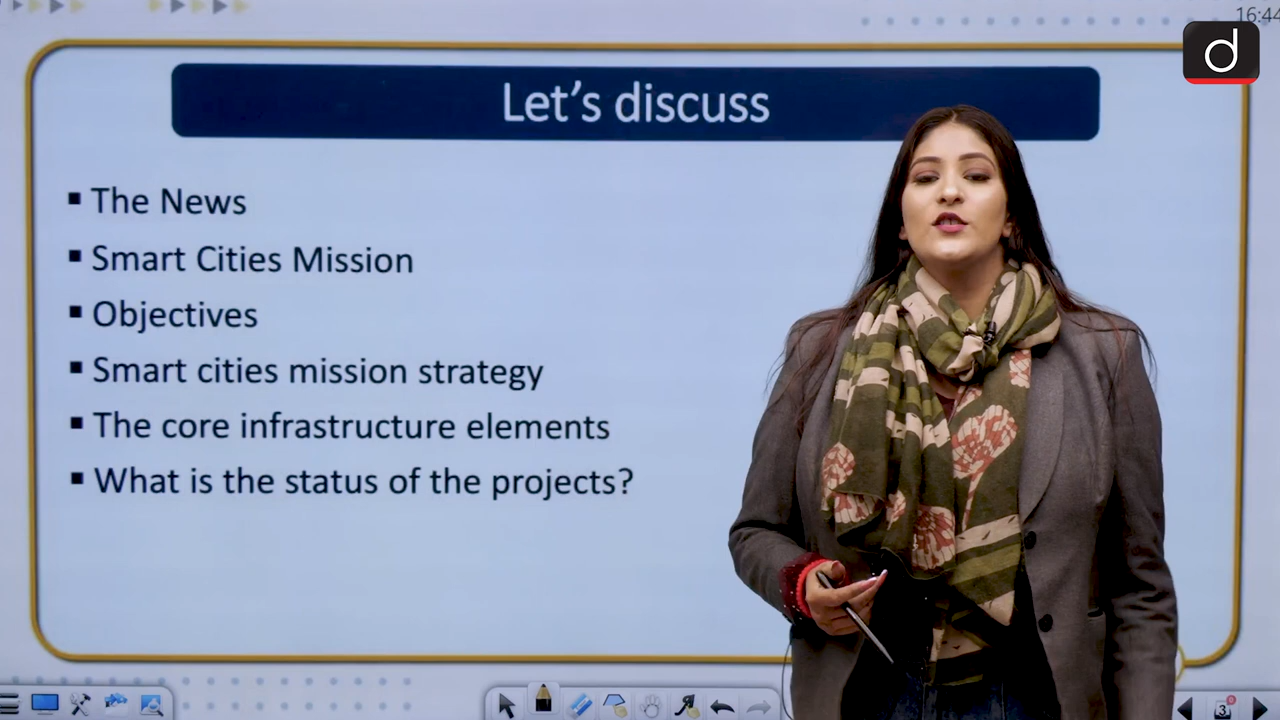 16:44
d
Let's discuss
▪ The News
▪ Smart Cities Mission
▪ Objectives
▪ Smart cities mission strategy
▪ The core infrastructure elements
▪ What is the status of the projects?
3